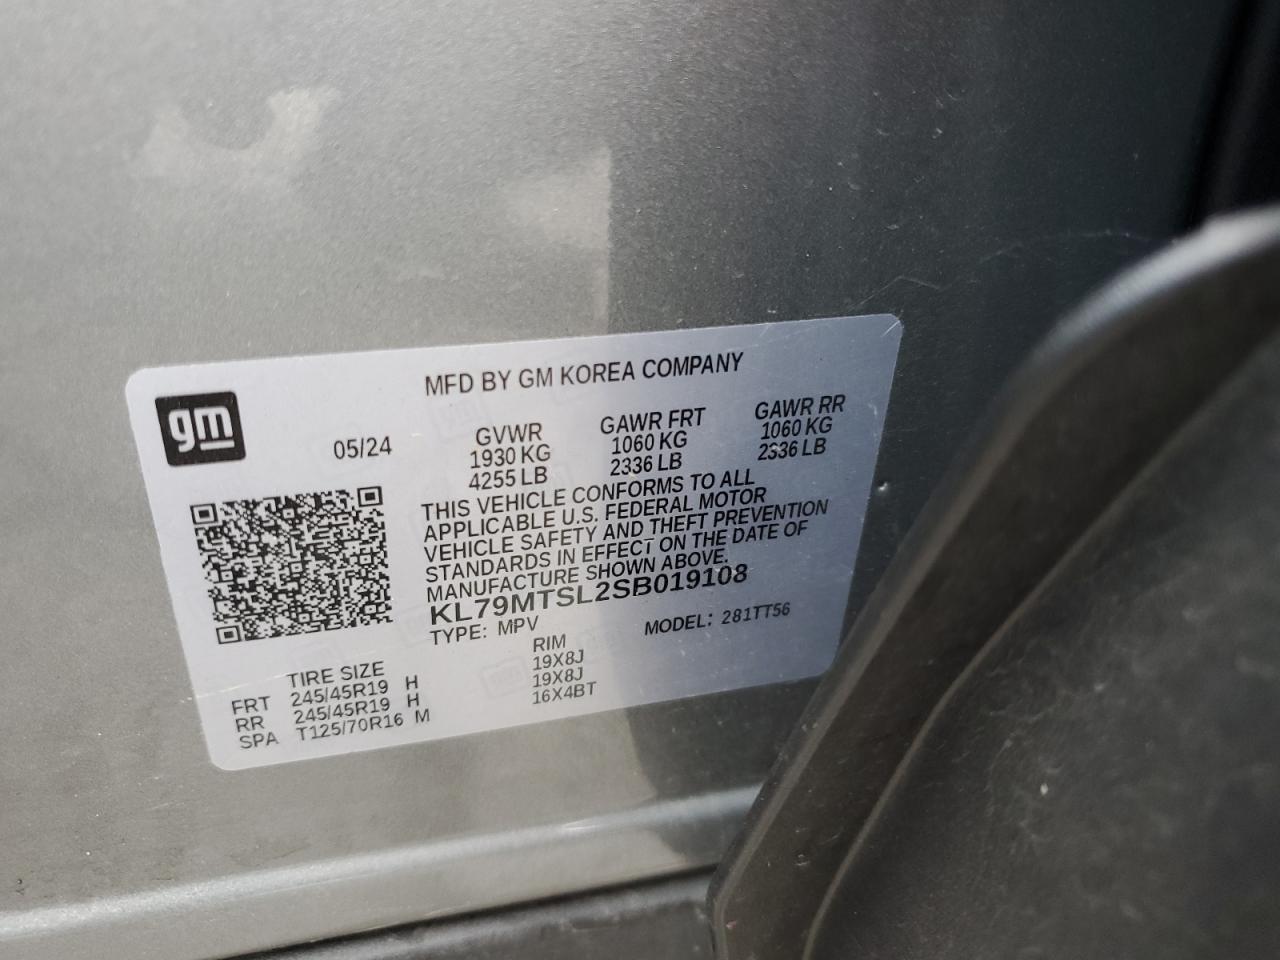 MFD BY GM KOREA COMPANY
gm
05/24
GVWR GAWR FRT GAWR RR
1930 KG 1060 KG 1060 KG
4255 LB 2336 LB 2336 LB
THIS VEHICLE CONFORMS TO ALL
APPLICABLE U.S. FEDERAL MOTOR
VEHICLE SAFETY AND THEFT PREVENTION
STANDARDS IN EFFECT ON THE DATE OF
MANUFACTURE SHOWN ABOVE.
KL79MTSL2SB019108
TYPE: MPV MODEL: 281TT56
TIRE SIZE RIM
FRT 245/45R19 H 19X8J
RR 245/45R19 H 19X8J
SPA T125/70R16 M 16X4BT